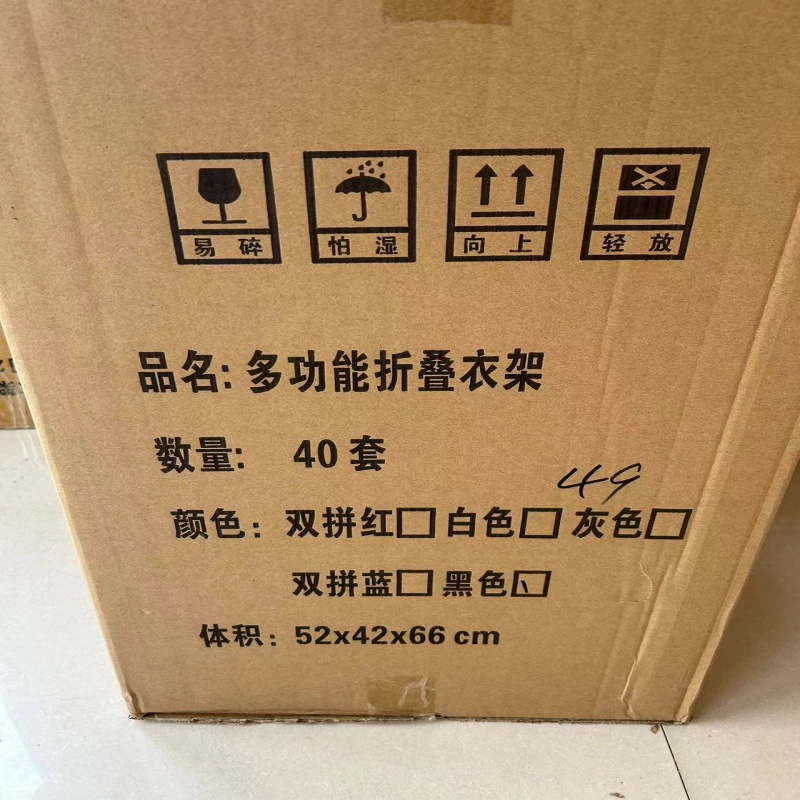 易碎 怕湿 向上 轻放
品名: 多功能折叠衣架
数量: 40 套
49
颜色: 双拼红□ 白色□ 灰色□
双拼蓝□ 黑色□
体积: 52x42x66 cm